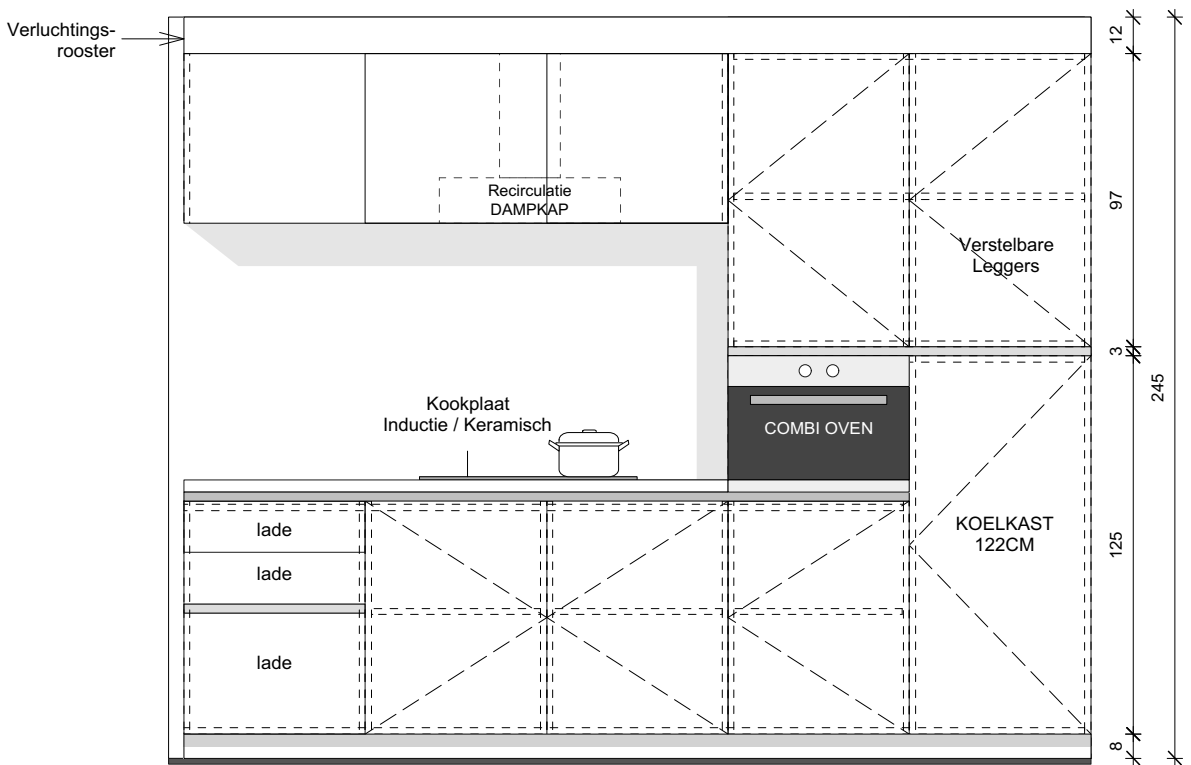 Verluchtings-
rooster
12
Recirculatie
DAMPKAP
97
Verstelbare
Leggers
3
245
Kookplaat
Inductie / Keramisch
COMBI OVEN
lade
lade
lade
KOELKAST
122CM
125
8